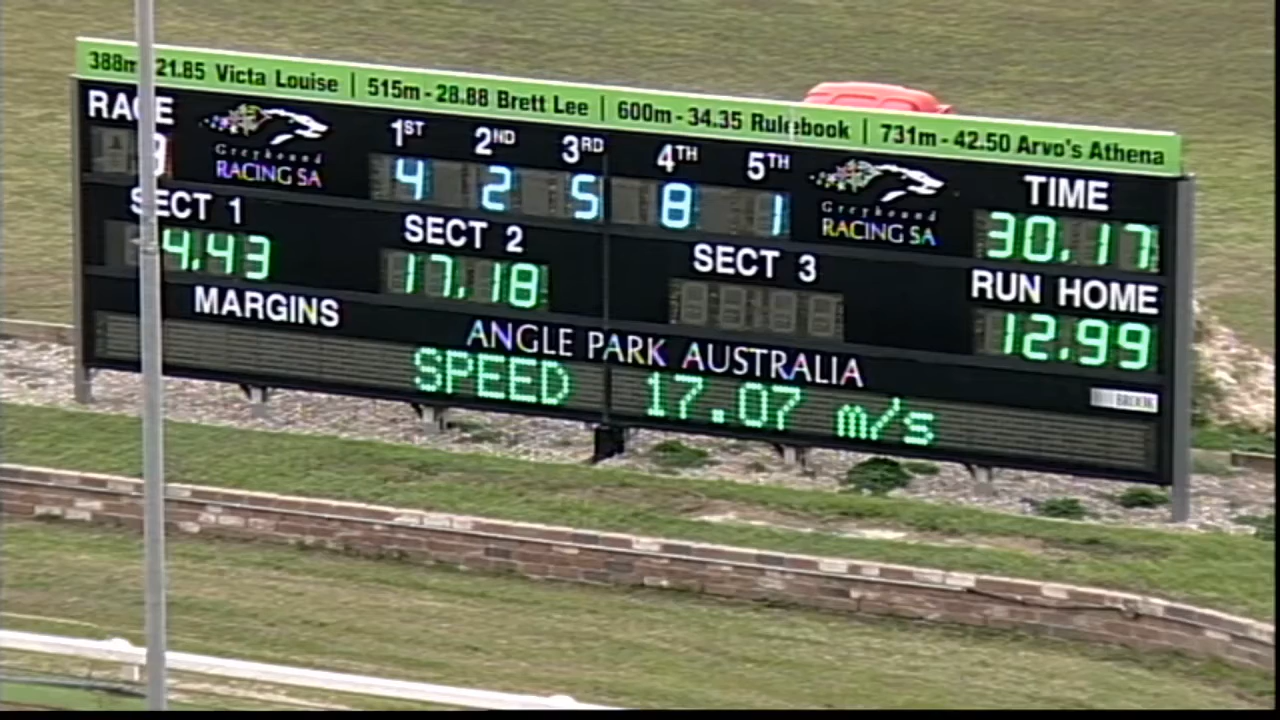 388m 21.85 Victa Louise | 515m - 28.88 Brett Lee | 600m - 34.35 Rulebook | 731m - 42.50 Arvo's Athena
RACE 1ST 2ND 3RD 4TH 5TH TIME
Greyhound RACING SA 4 2 5 8 1 Greyhound RACING SA 30.17
SECT 1 SECT 2 SECT 3 RUN HOME
4.43 17.18 12.99
MARGINS ANGLE PARK AUSTRALIA
SPEED 17.07 m/s